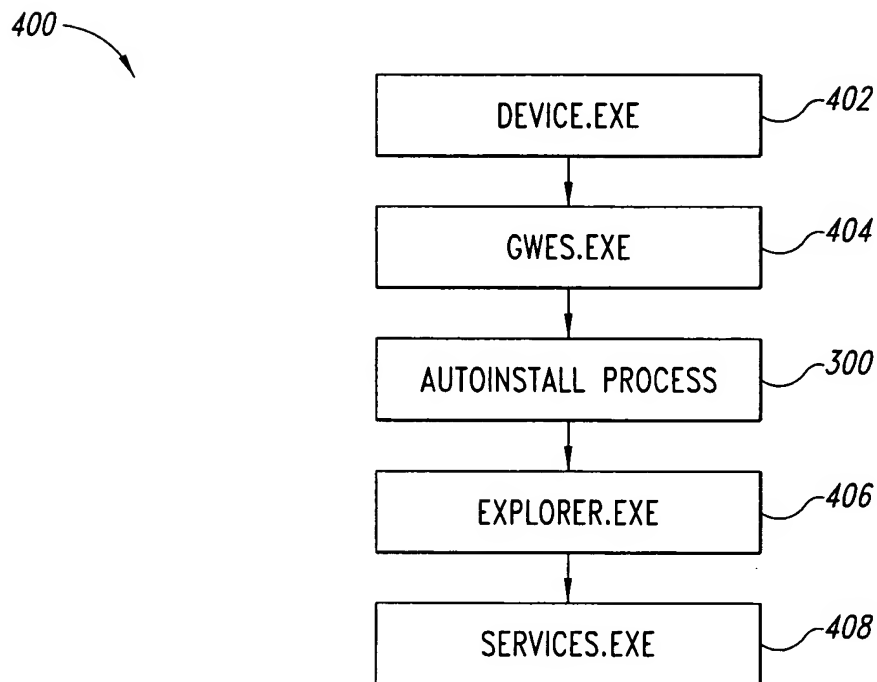 400
DEVICE.EXE
402
GWES.EXE
404
AUTOINSTALL PROCESS
300
EXPLORER.EXE
406
SERVICES.EXE
408